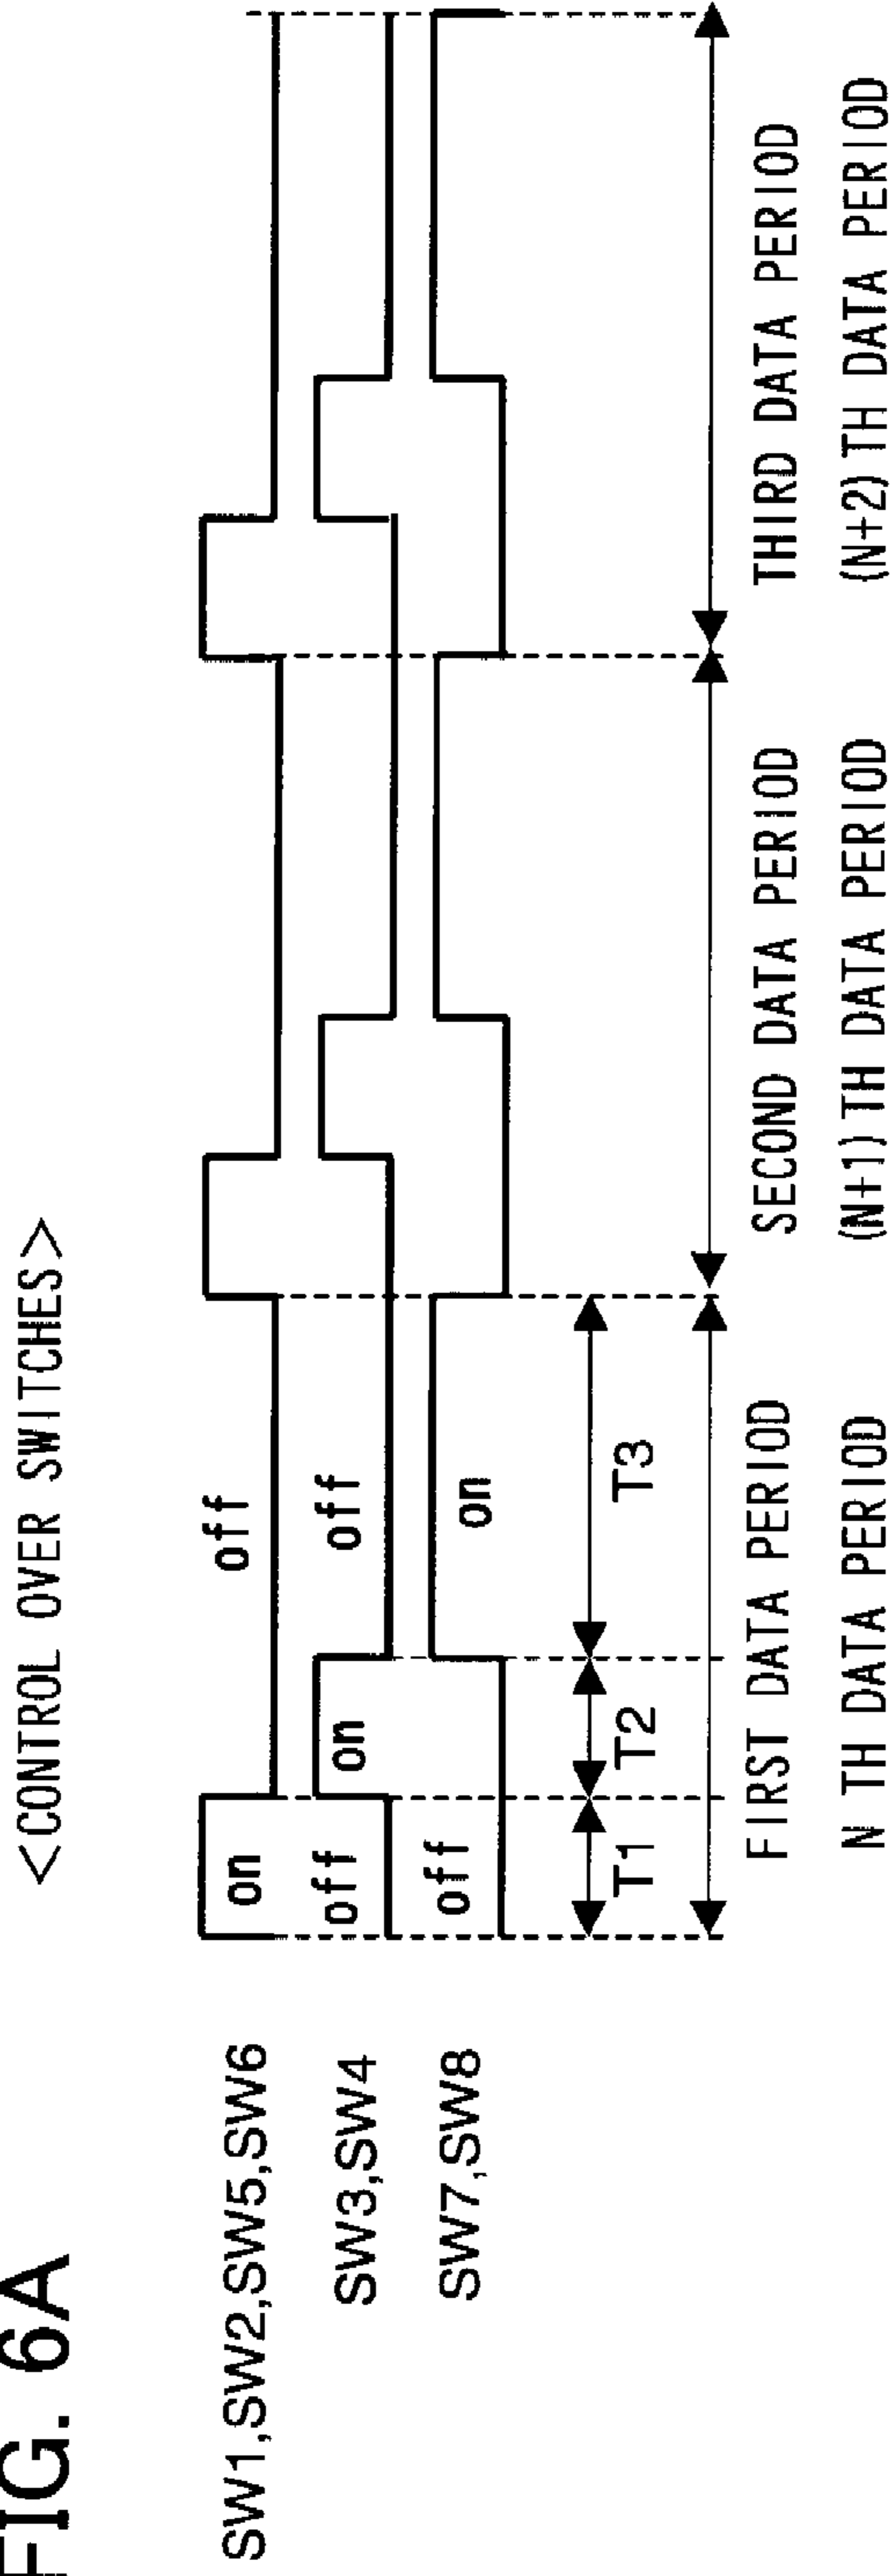 FIG. 6A
<CONTROL OVER SWITCHES>
SW1,SW2,SW5,SW6
on
off
SW3,SW4
off
on
off
SW7,SW8
off
on
T1
T2
T3
FIRST DATA PERIOD
SECOND DATA PERIOD
THIRD DATA PERIOD
N TH DATA PERIOD
(N+1) TH DATA PERIOD
(N+2) TH DATA PERIOD